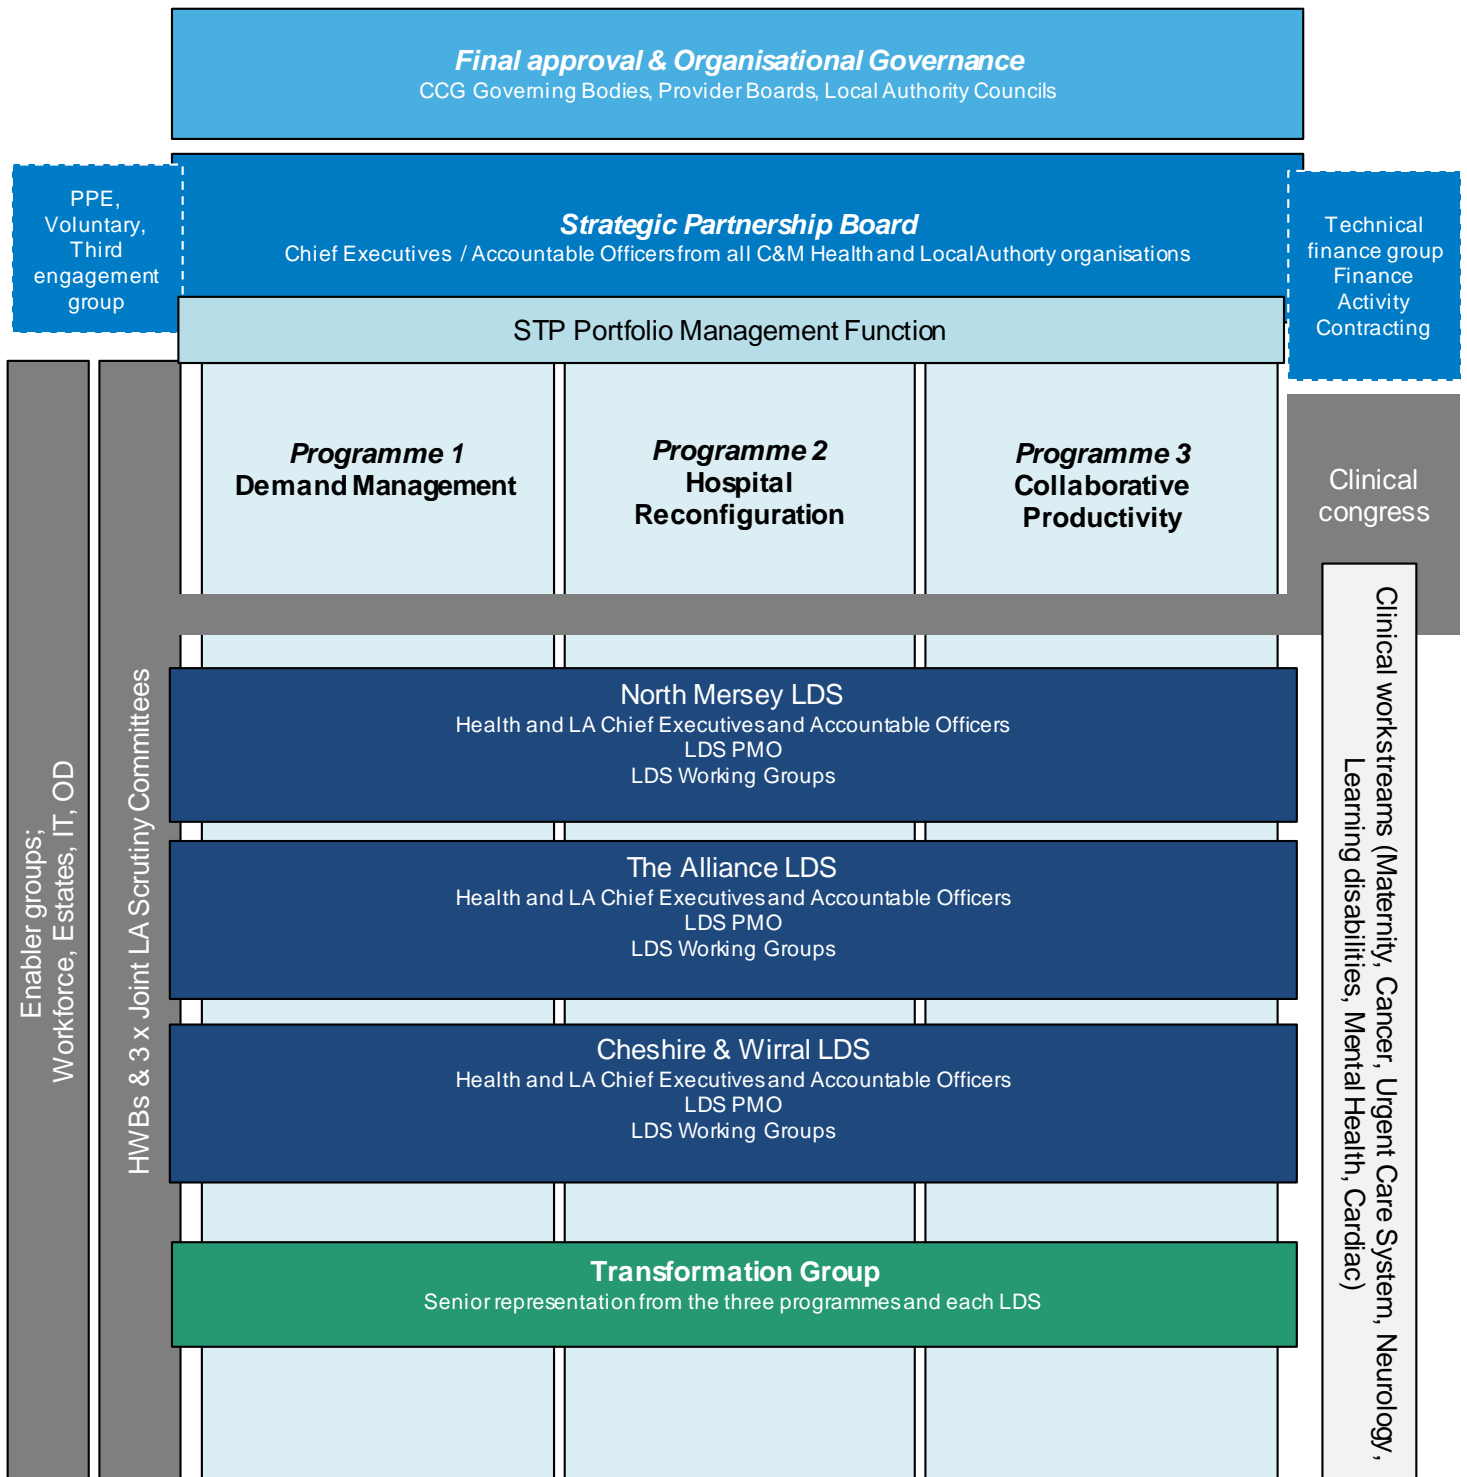 Final approval & Organisational Governance
CCG Governing Bodies, Provider Boards, Local Authority Councils
PPE,
Voluntary,
Third
engagement
group
Strategic Partnership Board
Chief Executives / Accountable Officers from all C&M Health and Local Authorty organisations
Technical
finance group
Finance
Activity
Contracting
STP Portfolio Management Function
Programme 1
Demand Management
Programme 2
Hospital
Reconfiguration
Programme 3
Collaborative
Productivity
Clinical
congress
Enabler groups;
Workforce, Estates, IT, OD
HWBs & 3 x Joint LA Scrutiny Committees
North Mersey LDS
Health and LA Chief Executives and Accountable Officers
LDS PMO
LDS Working Groups
The Alliance LDS
Health and LA Chief Executives and Accountable Officers
LDS PMO
LDS Working Groups
Cheshire & Wirral LDS
Health and LA Chief Executives and Accountable Officers
LDS PMO
LDS Working Groups
Transformation Group
Senior representation from the three programmes and each LDS
Clinical workstreams (Maternity, Cancer, Urgent Care System, Neurology,
Learning disabilities, Mental Health, Cardiac)